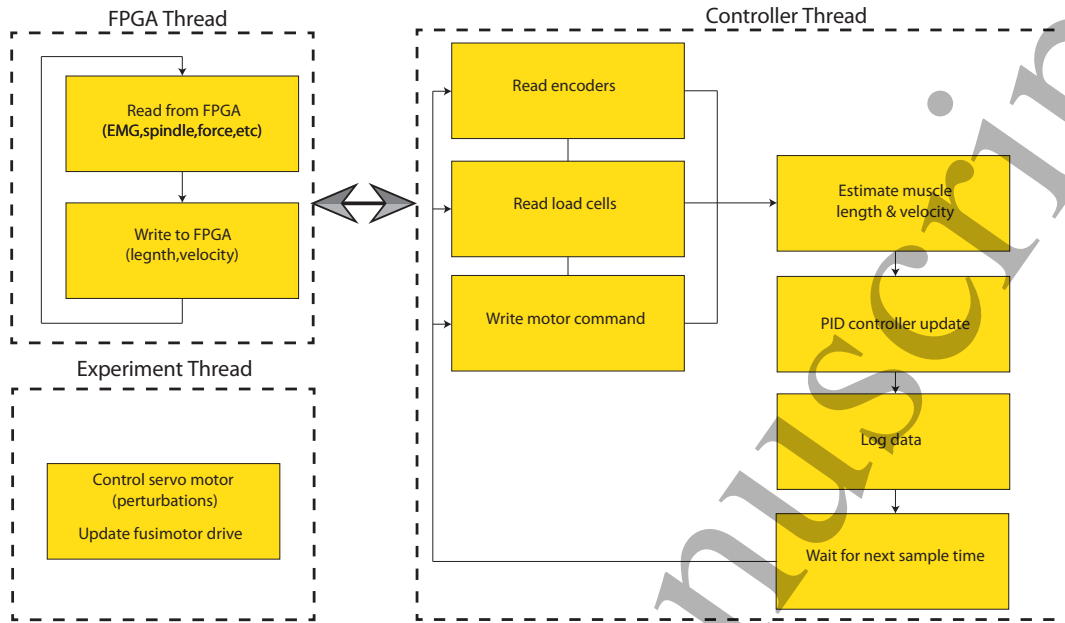 FPGA Thread
Read from FPGA
(EMG,spindle,force,etc)
Write to FPGA
(legnth,velocity)
Experiment Thread
Control servo motor
(perturbations)
Update fusimotor drive
Controller Thread
Read encoders
Read load cells
Write motor command
Estimate muscle
length & velocity
PID controller update
Log data
Wait for next sample time
nuscrip